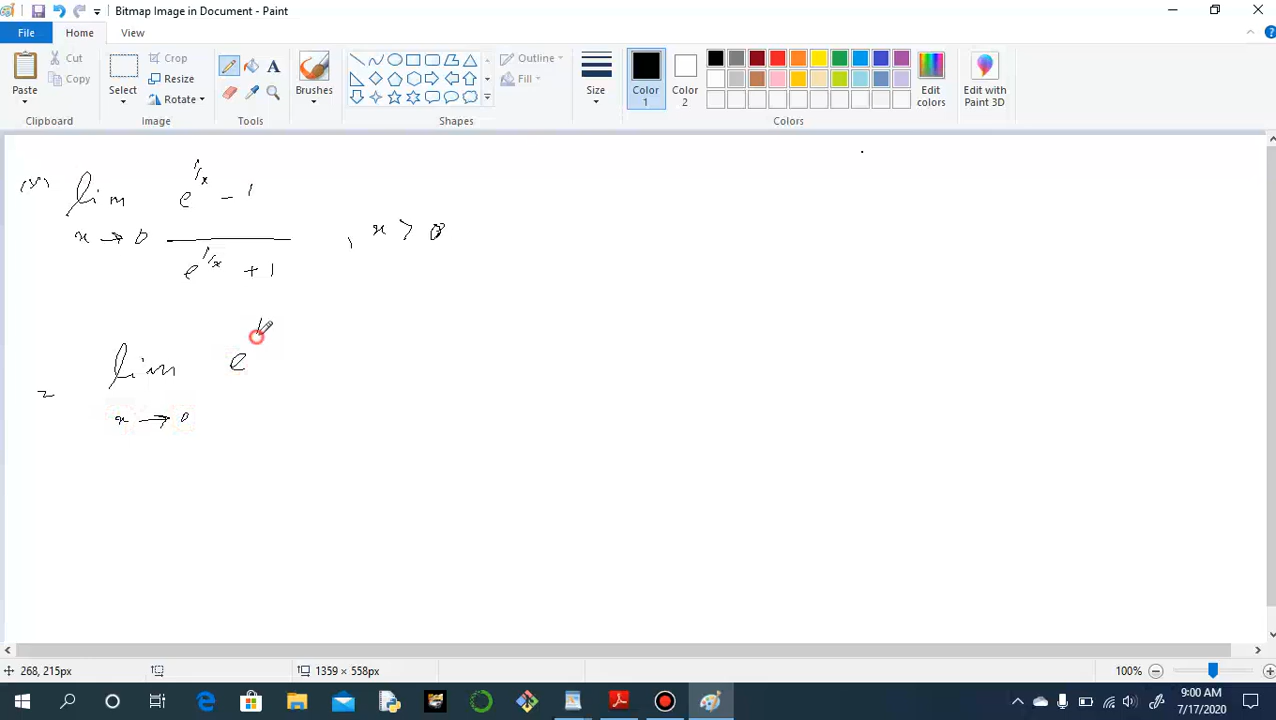 Bitmap Image in Document - Paint
File Home View
Cut
Copy
Paste
Clipboard
Select
Crop
Resize
Rotate
Image
Tools
Brushes
Shapes
Outline
Fill
Size
Color 1
Color 2
Colors
Edit colors
Edit with Paint 3D
(v) lim e^1/x - 1
x → 0 , x > 0
e^1/x + 1
= lim e
x → 0
268, 215px 1359 × 558px 100%
9:00 AM
7/17/2020